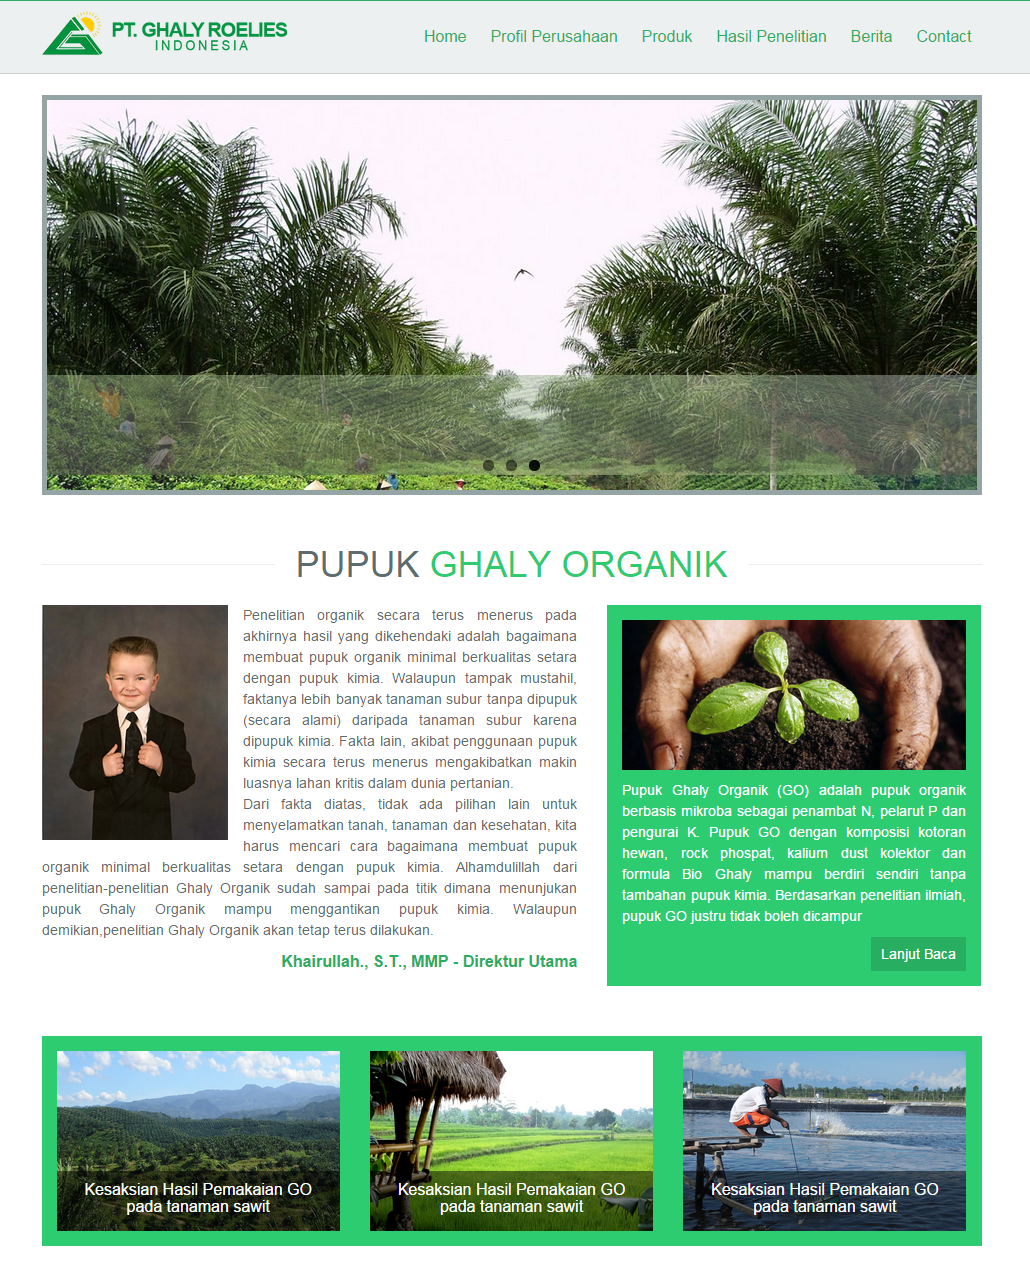 PT. GHALY ROELIES
INDONESIA
Home Profil Perusahaan Produk Hasil Penelitian Berita Contact
PUPUK GHALY ORGANIK
Penelitian organik secara terus menerus pada
akhirnya hasil yang dikehendaki adalah bagaimana
membuat pupuk organik minimal berkualitas setara
dengan pupuk kimia. Walaupun tampak mustahil,
faktanya lebih banyak tanaman subur tanpa dipupuk
(secara alami) daripada tanaman subur karena
dipupuk kimia. Fakta lain, akibat penggunaan pupuk
kimia secara terus menerus mengakibatkan makin
luasnya lahan kritis dalam dunia pertanian.
Dari fakta diatas, tidak ada pilihan lain untuk
menyelamatkan tanah, tanaman dan kesehatan, kita
harus mencari cara bagaimana membuat pupuk
organik minimal berkualitas setara dengan pupuk kimia. Alhamdulillah dari
penelitian-penelitian Ghaly Organik sudah sampai pada titik dimana menunjukan
pupuk Ghaly Organik mampu menggantikan pupuk kimia. Walaupun
demikian,penelitian Ghaly Organik akan tetap terus dilakukan.
Khairullah., S.T., MMP - Direktur Utama
Pupuk Ghaly Organik (GO) adalah pupuk organik
berbasis mikroba sebagai penambat N, pelarut P dan
pengurai K. Pupuk GO dengan komposisi kotoran
hewan, rock phospat, kalium dust kolektor dan
formula Bio Ghaly mampu berdiri sendiri tanpa
tambahan pupuk kimia. Berdasarkan penelitian ilmiah,
pupuk GO justru tidak boleh dicampur
Lanjut Baca
Kesaksian Hasil Pemakaian GO
pada tanaman sawit
Kesaksian Hasil Pemakaian GO
pada tanaman sawit
Kesaksian Hasil Pemakaian GO
pada tanaman sawit